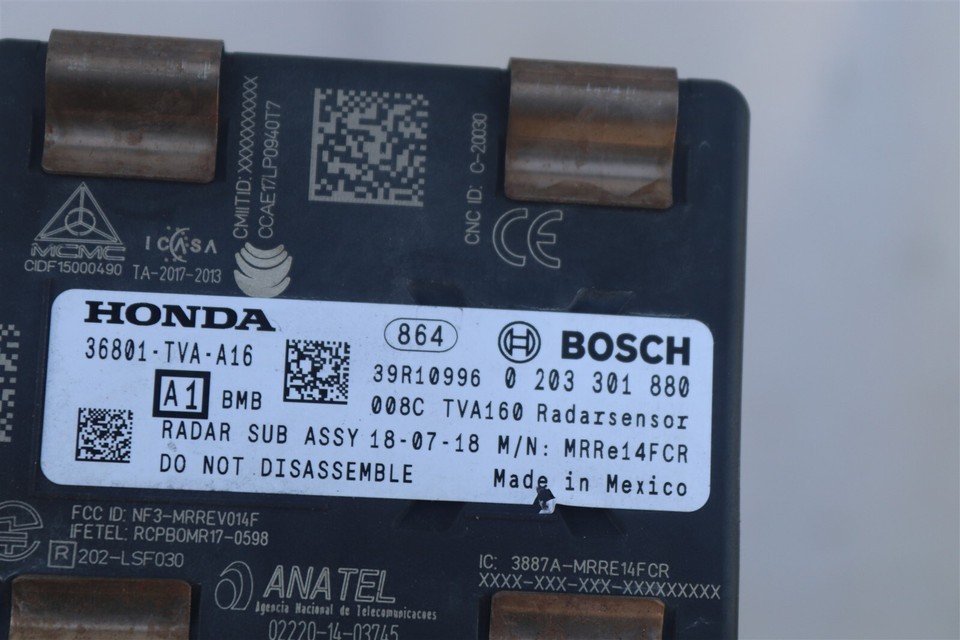 CMIITID:XXXXXXXXXX
CCAE17LP0940T7
CNC ID: C-20030
CE
MCMC
CIDF15000490
ICASA
TA-2017-2013
HONDA
36801-TVA-A16
A1 BMB
RADAR SUB ASSY 18-07-18
DO NOT DISASSEMBLE
864
BOSCH
39R10996 0 203 301 880
008C TVA160 Radarsensor
M/N: MRRe14FCR
Made in Mexico
FCC ID: NF3-MRREV014F
IFETEL: RCPBOMR17-0598
R 202-LSF030
ANATEL
Agencia Nacional de Telecomunicacoes
02220-14-03745
IC: 3887A-MRRE14FCR
XXXX-XXX-XXX-XXXXXXXXX